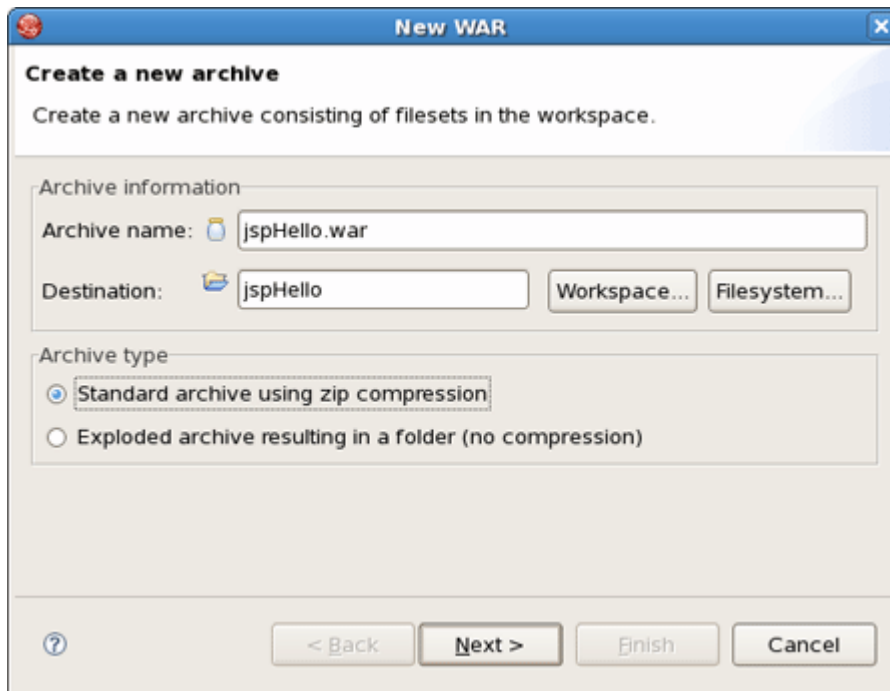 New WAR
Create a new archive
Create a new archive consisting of filesets in the workspace.
Archive information
Archive name: jspHello.war
Destination: jspHello Workspace... Filesystem...
Archive type
Standard archive using zip compression
Exploded archive resulting in a folder (no compression)
? < Back Next > Finish Cancel